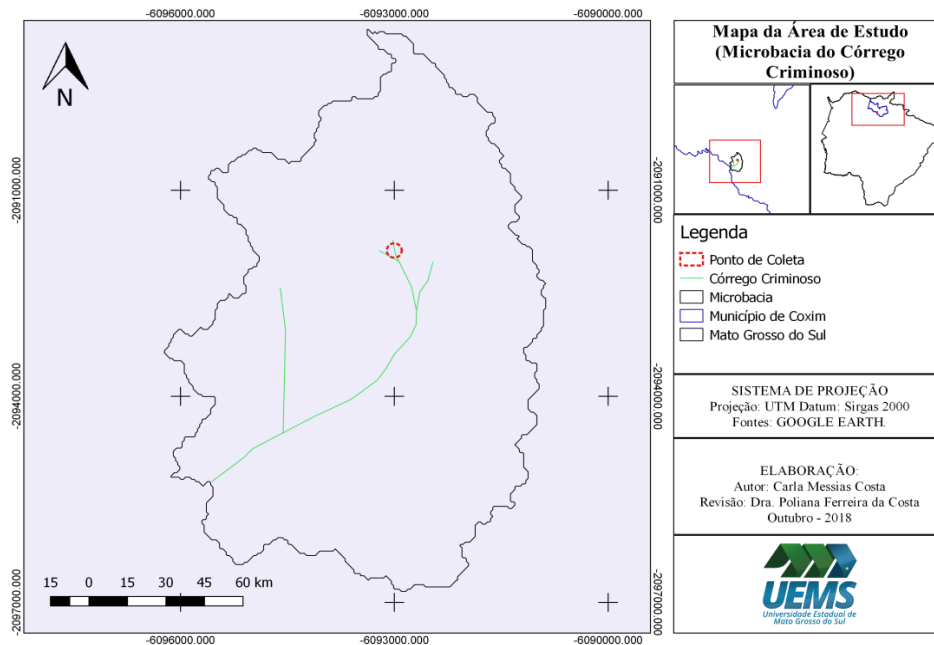 -6096000.000
-6093000.000
-6090000.000
N
-2091000.000
-2094000.000
-2097000.000
-2091000.000
-2094000.000
-2097000.000
15 0 15 30 45 60 km
-6096000.000
-6093000.000
-6090000.000
Mapa da Área de Estudo
(Microbacia do Córrego
Criminoso)
Legenda
Ponto de Coleta
Córrego Criminoso
Microbacia
Município de Coxim
Mato Grosso do Sul
SISTEMA DE PROJEÇÃO
Projeção: UTM Datum: Sirgas 2000
Fontes: GOOGLE EARTH.
ELABORAÇÃO:
Autor: Carla Messias Costa
Revisão: Dra. Poliana Ferreira da Costa
Outubro - 2018
UEMS
Universidade Estadual de
Mato Grosso do Sul